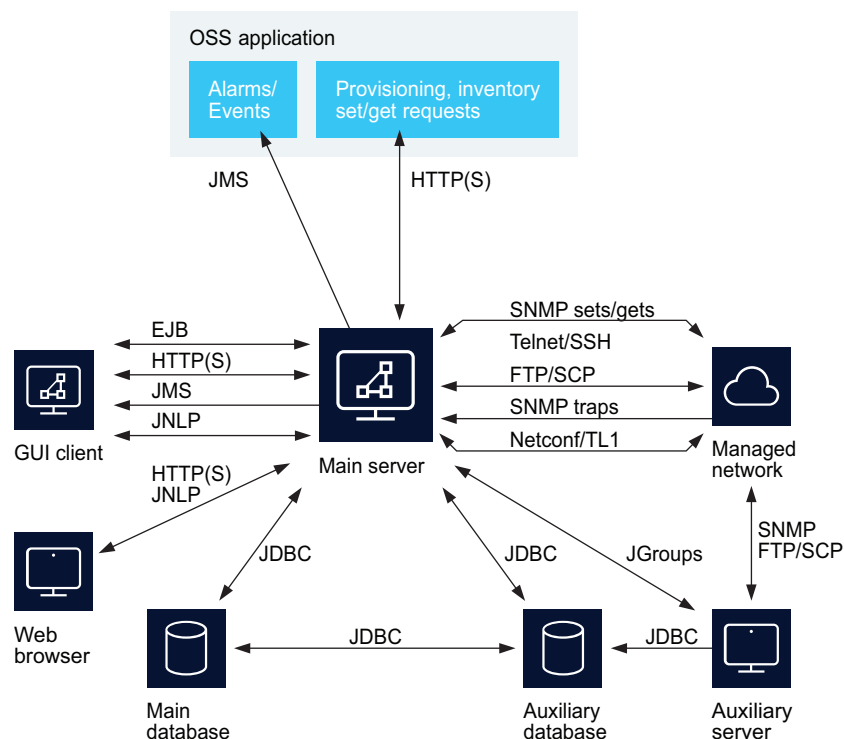 OSS application
Alarms/
Events
Provisioning, inventory
set/get requests
JMS
HTTP(S)
EJB
HTTP(S)
JMS
JNLP
GUI client
Main server
SNMP sets/gets
Telnet/SSH
FTP/SCP
SNMP traps
Netconf/TL1
Managed
network
HTTP(S)
JNLP
SNMP
FTP/SCP
JDBC
JDBC
JGroups
Web
browser
JDBC
JDBC
Main
database
Auxiliary
database
Auxiliary
server